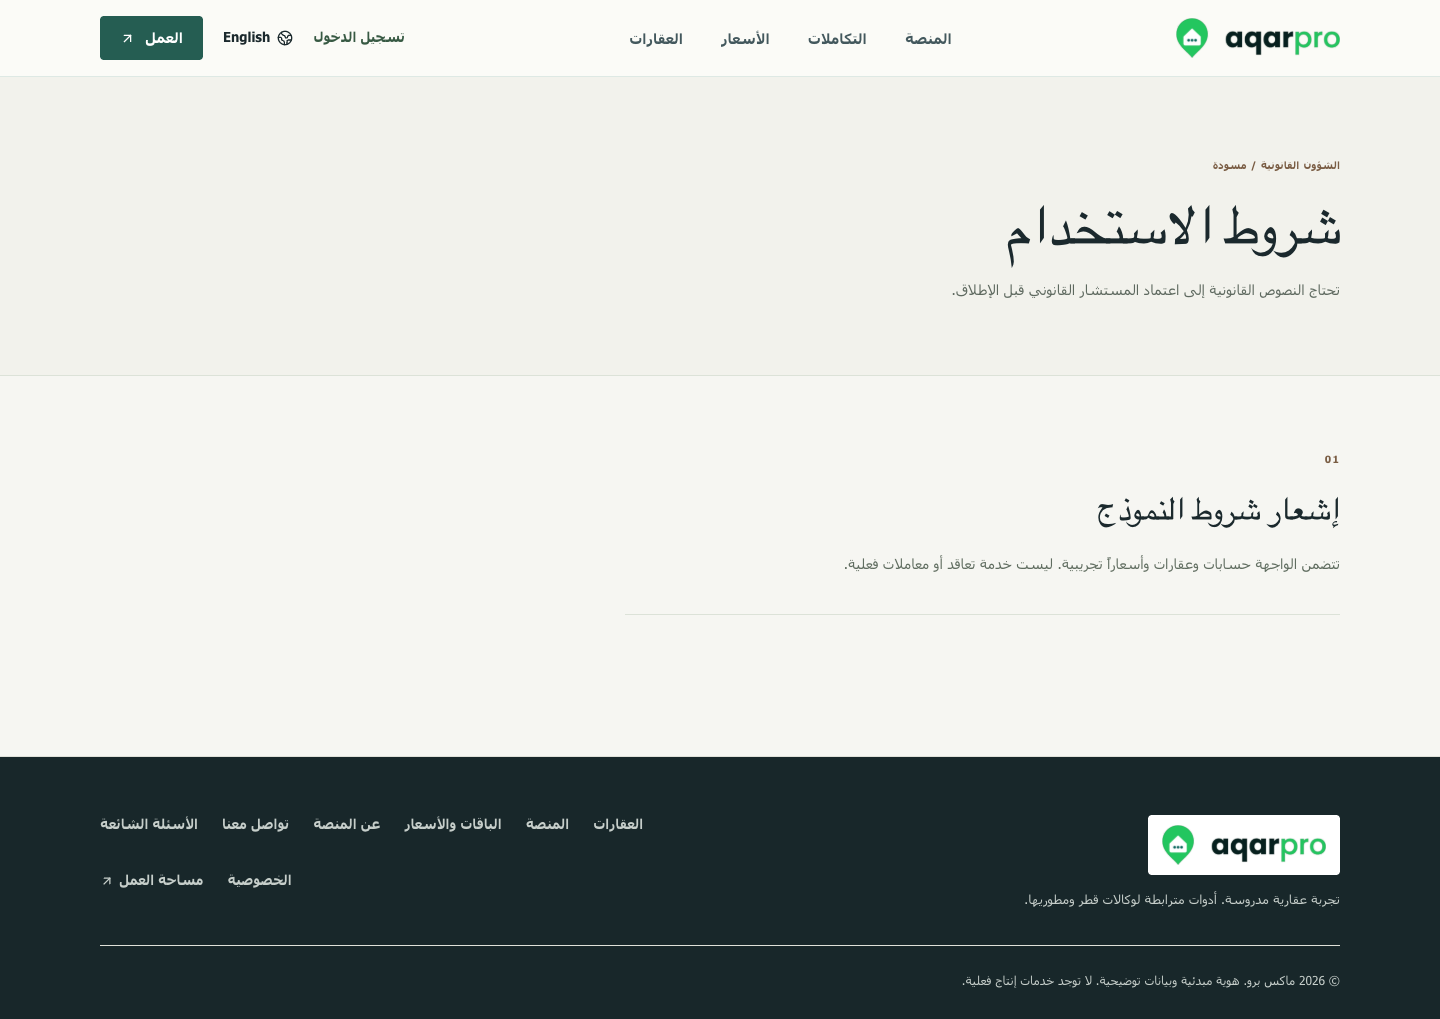 aqarpro
المنصة
التكاملات
الأسعار
العقارات
تسجيل الدخول
English
العمل
الشؤون القانونية / مسودة
شروط الاستخدام
تحتاج النصوص القانونية إلى اعتماد المستشار القانوني قبل الإطلاق.
01
إشعار شروط النموذج
تتضمن الواجهة حسابات وعقارات وأسعاراً تجريبية. ليست خدمة تعاقد أو معاملات فعلية.
aqarpro
تجربة عقارية مدروسة. أدوات مترابطة لوكالات قطر ومطوريها.
العقارات
المنصة
الباقات والأسعار
عن المنصة
تواصل معنا
الأسئلة الشائعة
الخصوصية
مساحة العمل
© 2026 ماكس برو. هوية مبدئية وبيانات توضيحية. لا توجد خدمات إنتاج فعلية.